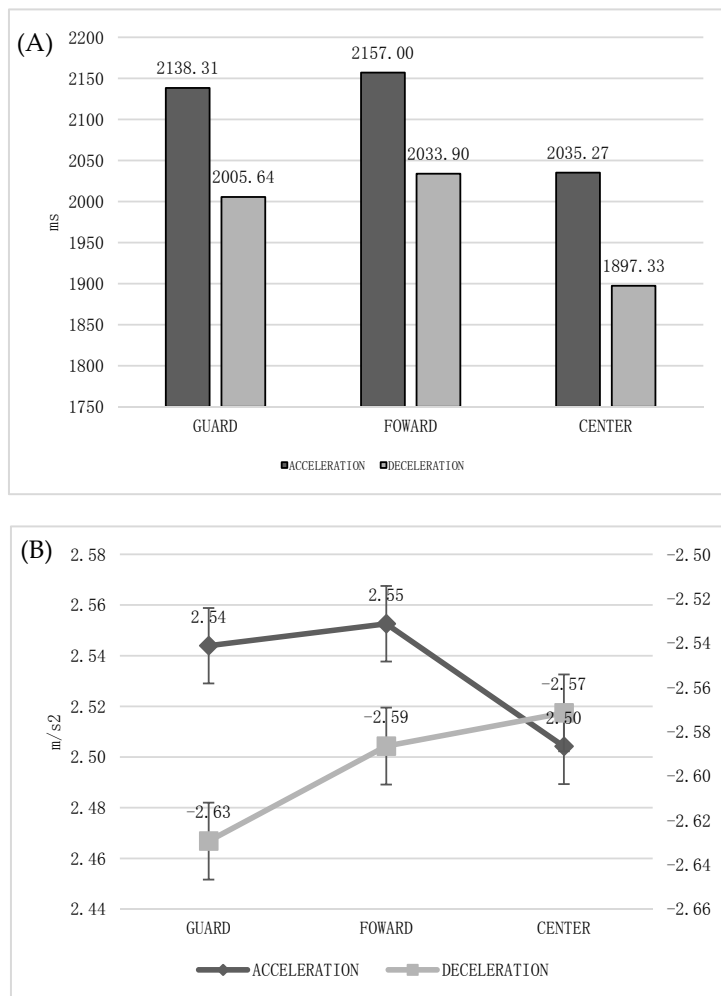 (A)
2200
2157.00
2138.31
2150
2100
2050
2033.90
2035.27
2005.64
2000
ms
1950
1897.33
1900
1850
1800
1750
GUARD FOWARD CENTER
ACCELERATION DECELERATION
(B)
2.58 -2.50
2.56 2.55 -2.52
2.54
2.54 -2.54
-2.57 -2.56
2.52
-2.59 2.50 -2.58
m/s2
2.50 -2.60
2.48 -2.62
-2.63
2.46 -2.64
2.44 -2.66
GUARD FOWARD CENTER
ACCELERATION DECELERATION